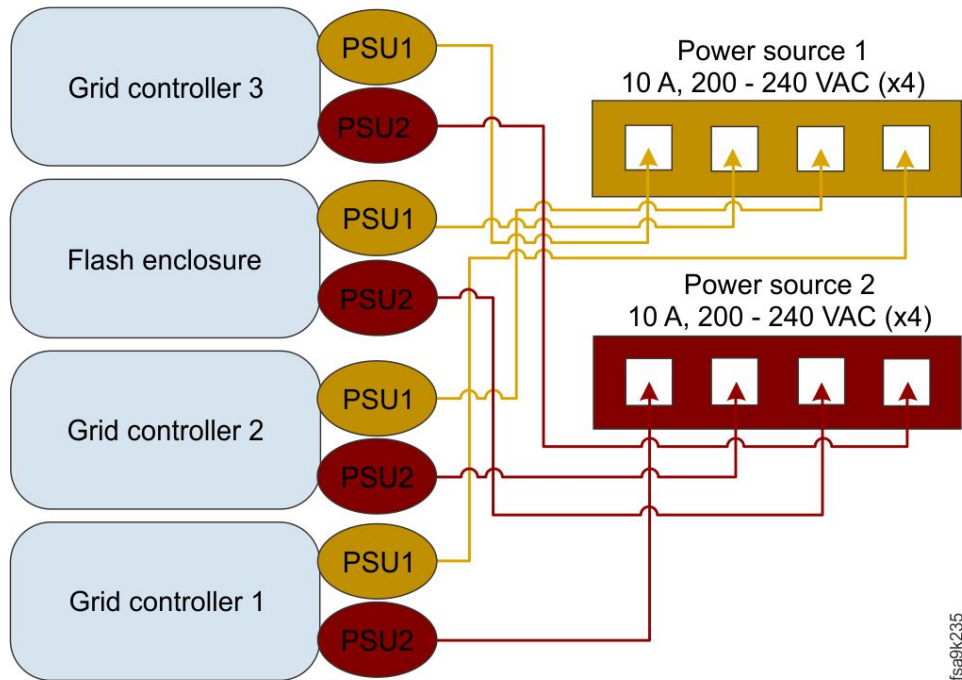 Grid controller 3
PSU1
PSU2
Power source 1
10 A, 200 - 240 VAC (x4)
Flash enclosure
PSU1
PSU2
Power source 2
10 A, 200 - 240 VAC (x4)
Grid controller 2
PSU1
PSU2
Grid controller 1
PSU1
PSU2
fsa9k235